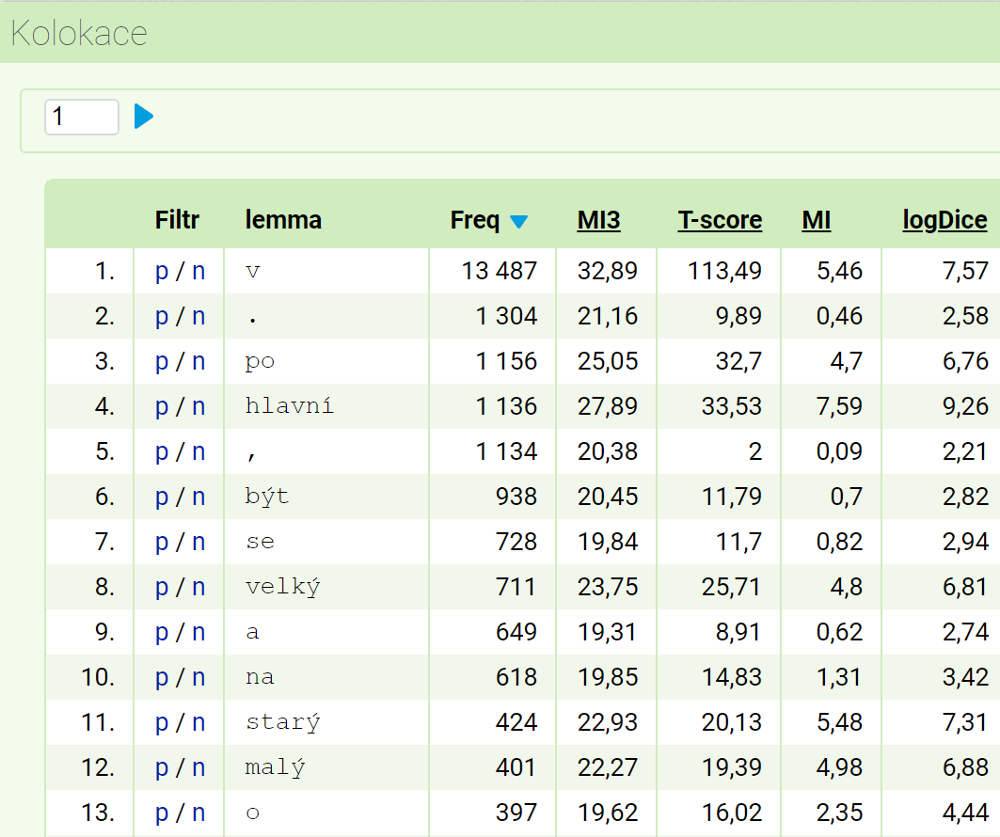 Kolokace
1
Filtr lemma Freq MI3 T-score MI logDice
1. p / n v 13 487 32,89 113,49 5,46 7,57
2. p / n . 1 304 21,16 9,89 0,46 2,58
3. p / n po 1 156 25,05 32,7 4,7 6,76
4. p / n hlavní 1 136 27,89 33,53 7,59 9,26
5. p / n , 1 134 20,38 2 0,09 2,21
6. p / n být 938 20,45 11,79 0,7 2,82
7. p / n se 728 19,84 11,7 0,82 2,94
8. p / n velký 711 23,75 25,71 4,8 6,81
9. p / n a 649 19,31 8,91 0,62 2,74
10. p / n na 618 19,85 14,83 1,31 3,42
11. p / n starý 424 22,93 20,13 5,48 7,31
12. p / n malý 401 22,27 19,39 4,98 6,88
13. p / n o 397 19,62 16,02 2,35 4,44